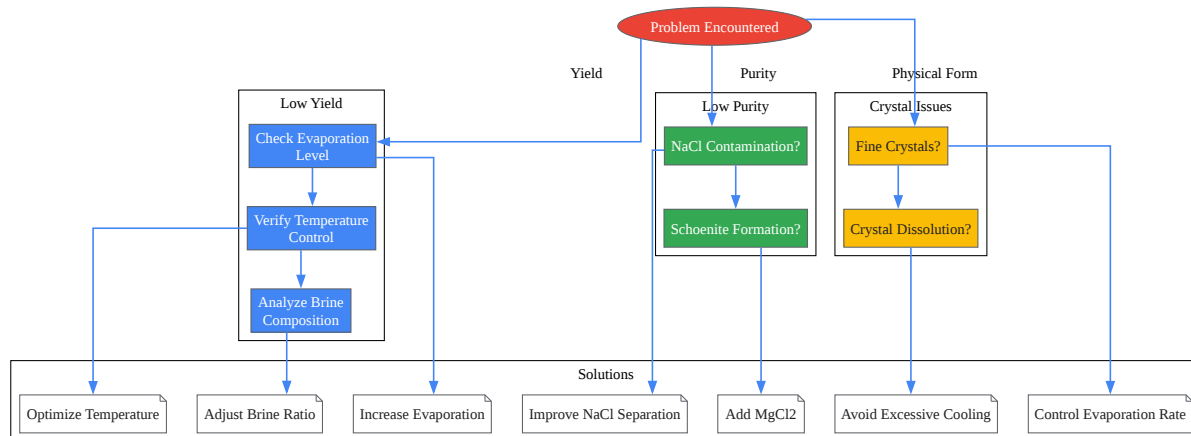 Problem Encountered
Yield
Purity
Physical Form
Low Yield
Low Purity
Crystal Issues
Check Evaporation
Level
NaCl Contamination?
Fine Crystals?
Verify Temperature
Control
Schoenite Formation?
Crystal Dissolution?
Analyze Brine
Composition
Solutions
Optimize Temperature
Adjust Brine Ratio
Increase Evaporation
Improve NaCl Separation
Add MgCl2
Avoid Excessive Cooling
Control Evaporation Rate